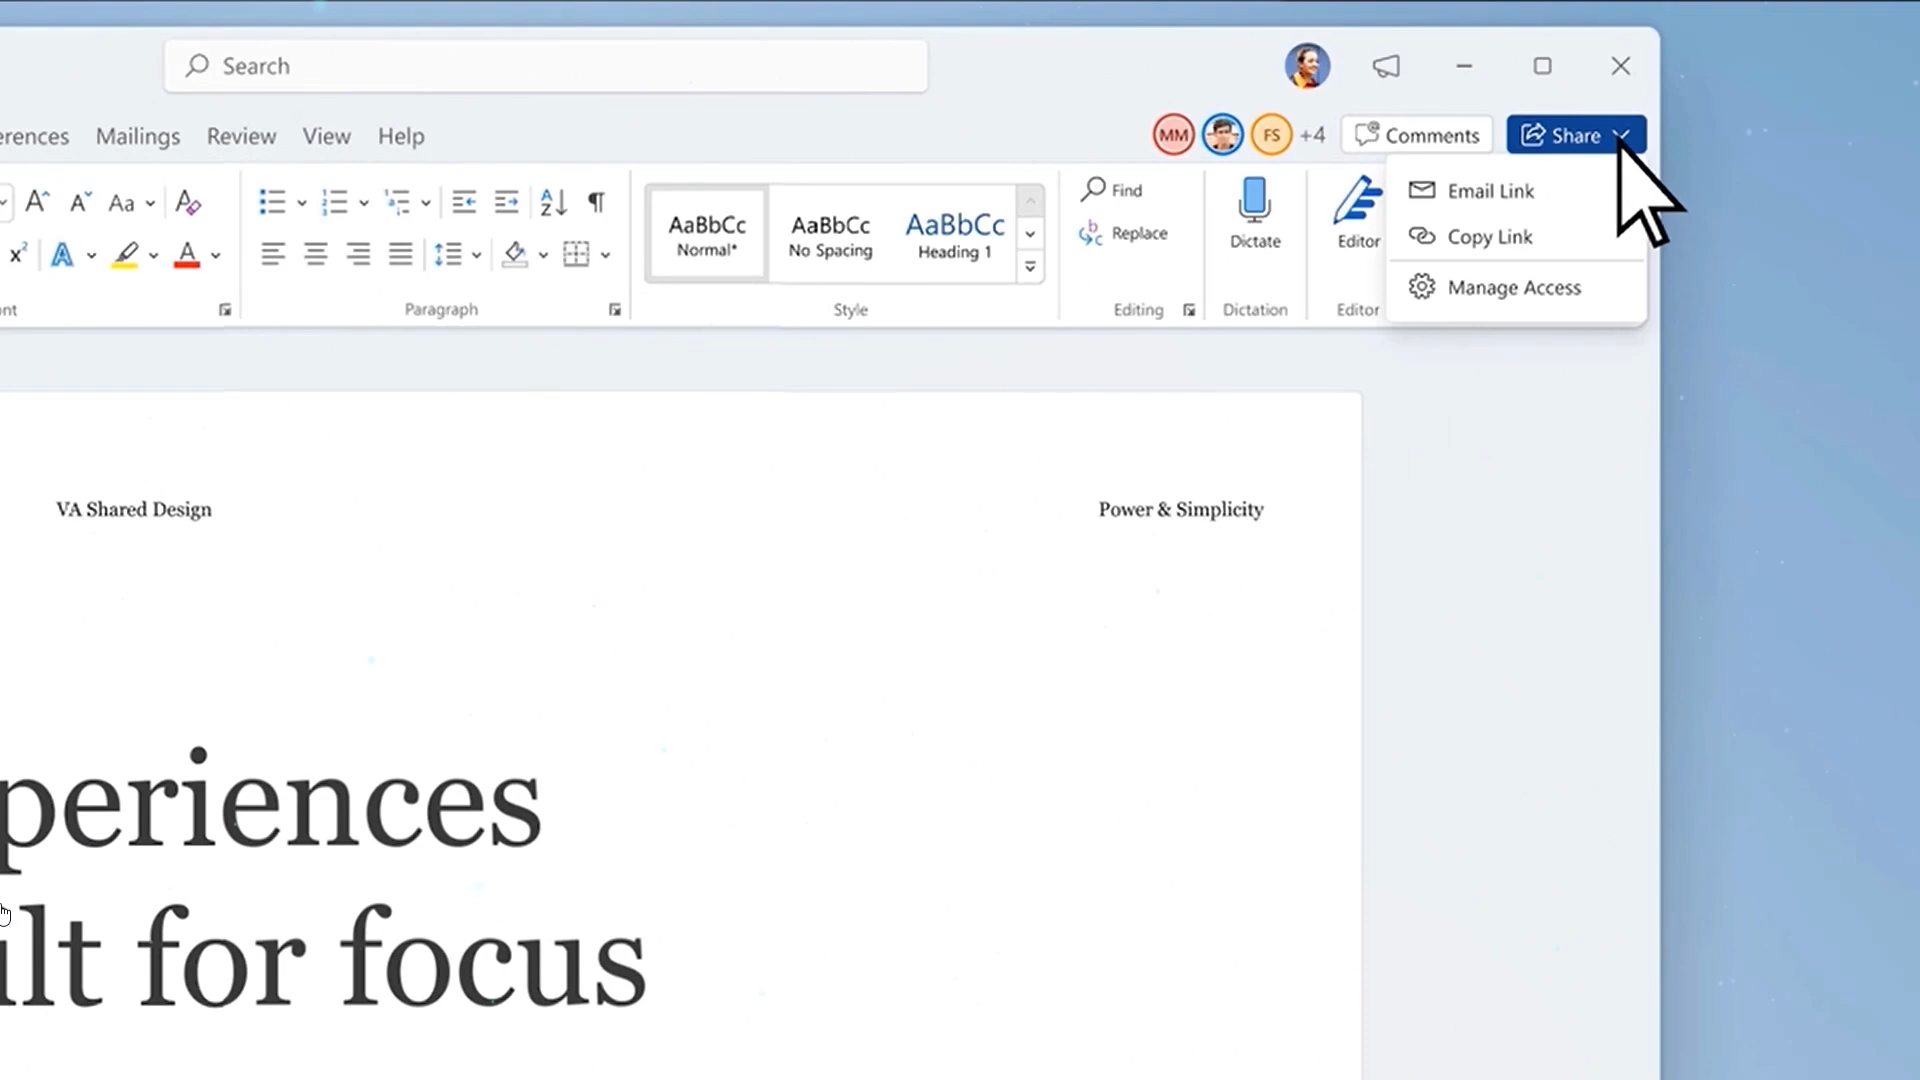 Search
erences Mailings Review View Help
MM FS +4 Comments Share
Aa
AaBbCc AaBbCc AaBbCc
Normal* No Spacing Heading 1
Find
Replace
Dictate
Editor
Email Link
Copy Link
Manage Access
nt Paragraph Style Editing Dictation Editor
VA Shared Design Power & Simplicity
periences
ilt for focus